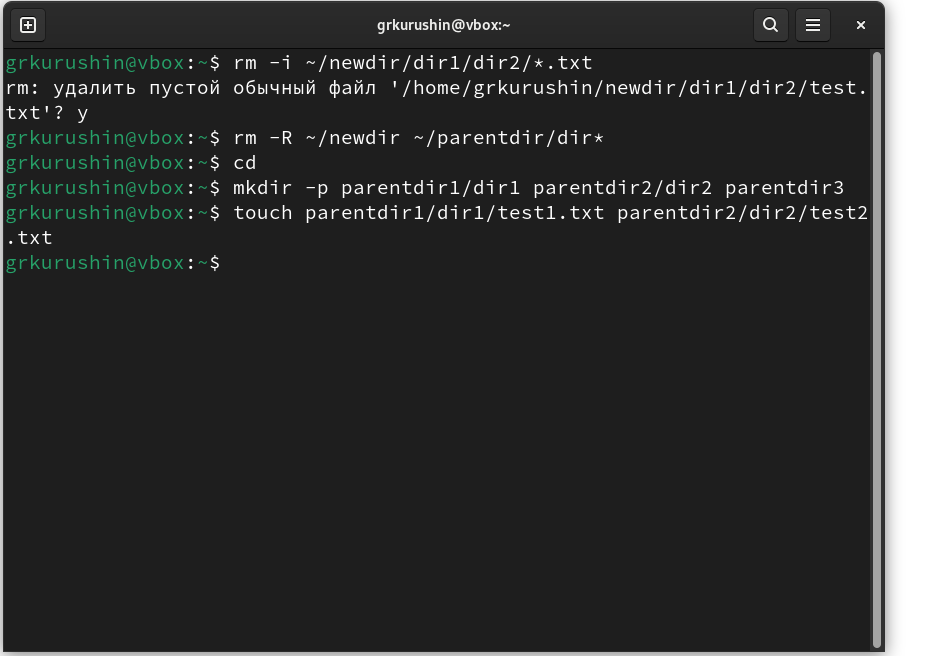 grkurushin@vbox:~
grkurushin@vbox:~$ rm -i ~/newdir/dir1/dir2/*.txt
rm: удалить пустой обычный файл '/home/grkurushin/newdir/dir1/dir2/test.
txt'? y
grkurushin@vbox:~$ rm -R ~/newdir ~/parentdir/dir*
grkurushin@vbox:~$ cd
grkurushin@vbox:~$ mkdir -p parentdir1/dir1 parentdir2/dir2 parentdir3
grkurushin@vbox:~$ touch parentdir1/dir1/test1.txt parentdir2/dir2/test2
.txt
grkurushin@vbox:~$